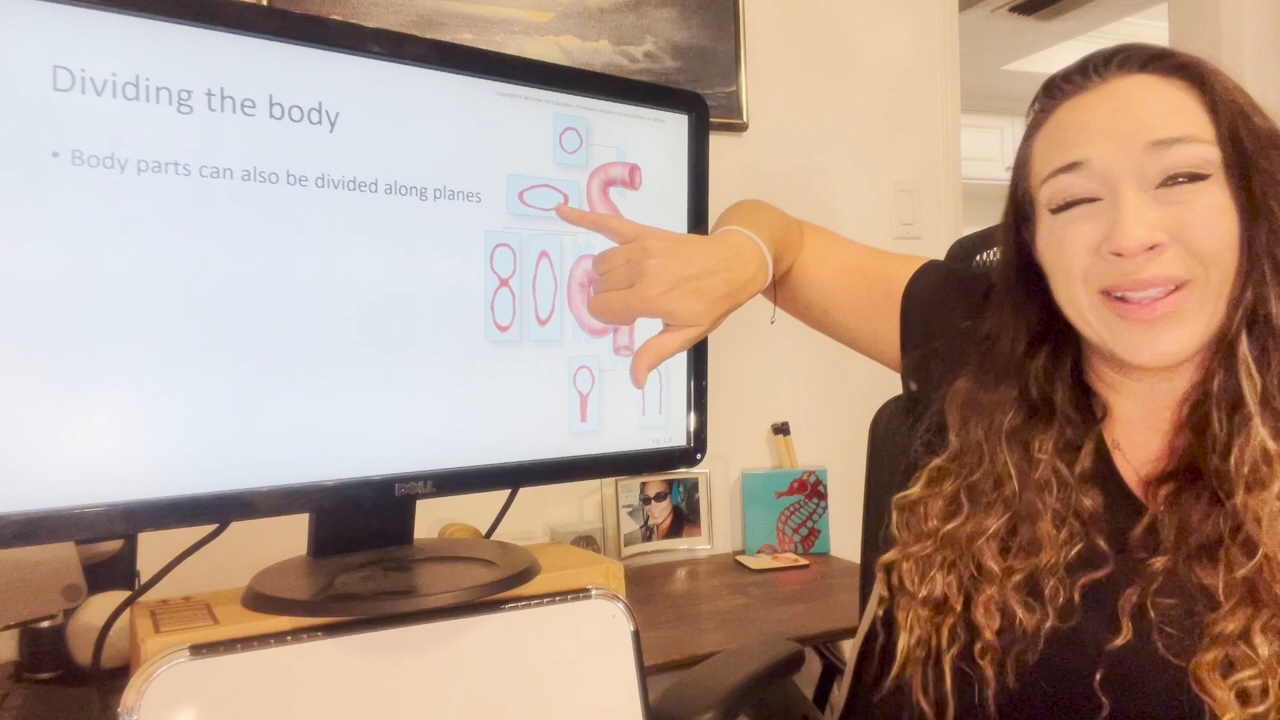 Dividing the body
• Body parts can also be divided along planes
DELL